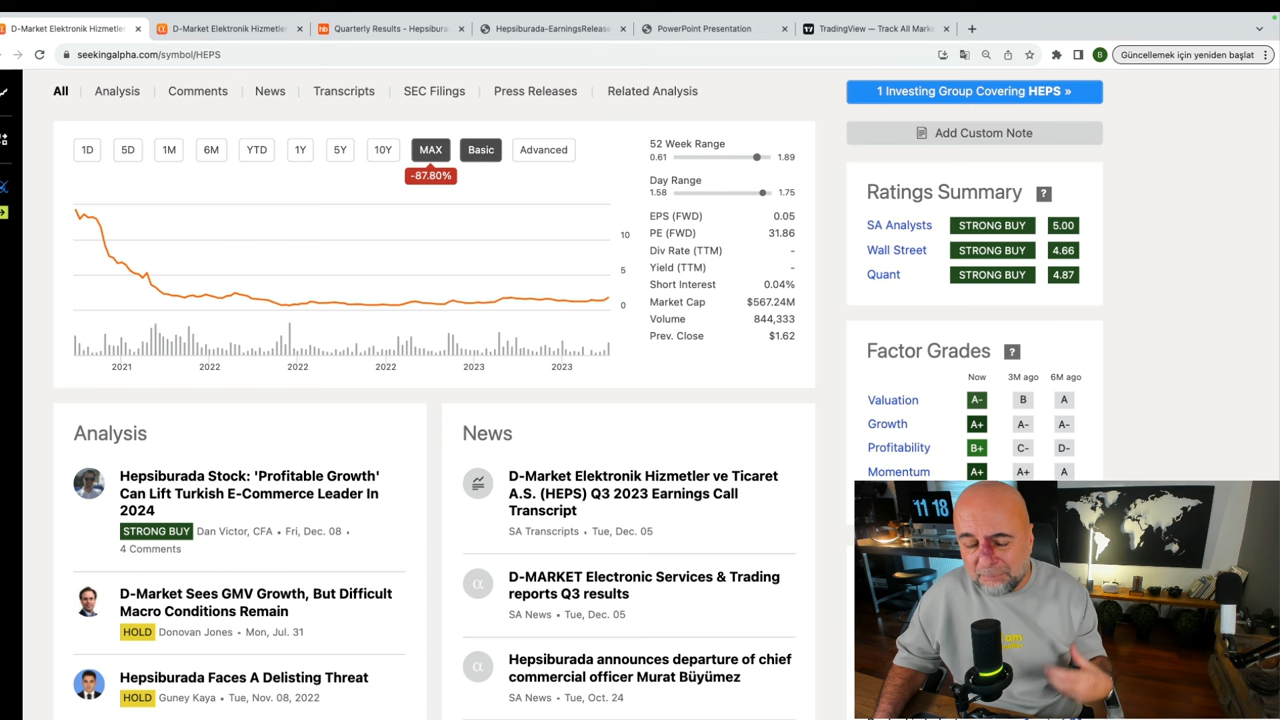 D-Market Elektronik Hizmetler
D-Market Elektronik Hizmetler
Quarterly Results - Hepsibura
Hepsiburada-EarningsRelease
PowerPoint Presentation
TradingView — Track All Mark
seekingalpha.com/symbol/HEPS
B
Güncellemek için yeniden başlat
All
Analysis
Comments
News
Transcripts
SEC Filings
Press Releases
Related Analysis
1 Investing Group Covering HEPS »
Add Custom Note
1D
5D
1M
6M
YTD
1Y
5Y
10Y
MAX
Basic
Advanced
-87.80%
10
5
0
2021
2022
2022
2022
2023
2023
52 Week Range
0.61 1.89
Day Range
1.58 1.75
EPS (FWD) 0.05
PE (FWD) 31.86
Div Rate (TTM) -
Yield (TTM) -
Short Interest 0.04%
Market Cap $567.24M
Volume 844,333
Prev. Close $1.62
Ratings Summary ?
SA Analysts STRONG BUY 5.00
Wall Street STRONG BUY 4.66
Quant STRONG BUY 4.87
Factor Grades ?
Now 3M ago 6M ago
Valuation A- B A
Growth A+ A- A-
Profitability B+ C- D-
Momentum A+ A+ A
Analysis
Hepsiburada Stock: 'Profitable Growth'
Can Lift Turkish E-Commerce Leader In
2024
STRONG BUY Dan Victor, CFA • Fri, Dec. 08 •
4 Comments
D-Market Sees GMV Growth, But Difficult
Macro Conditions Remain
HOLD Donovan Jones • Mon, Jul. 31
Hepsiburada Faces A Delisting Threat
HOLD Guney Kaya • Tue, Nov. 08, 2022
News
D-Market Elektronik Hizmetler ve Ticaret
A.S. (HEPS) Q3 2023 Earnings Call
Transcript
SA Transcripts • Tue, Dec. 05
D-MARKET Electronic Services & Trading
reports Q3 results
SA News • Tue, Dec. 05
Hepsiburada announces departure of chief
commercial officer Murat Büyümez
SA News • Tue, Oct. 24
11 18